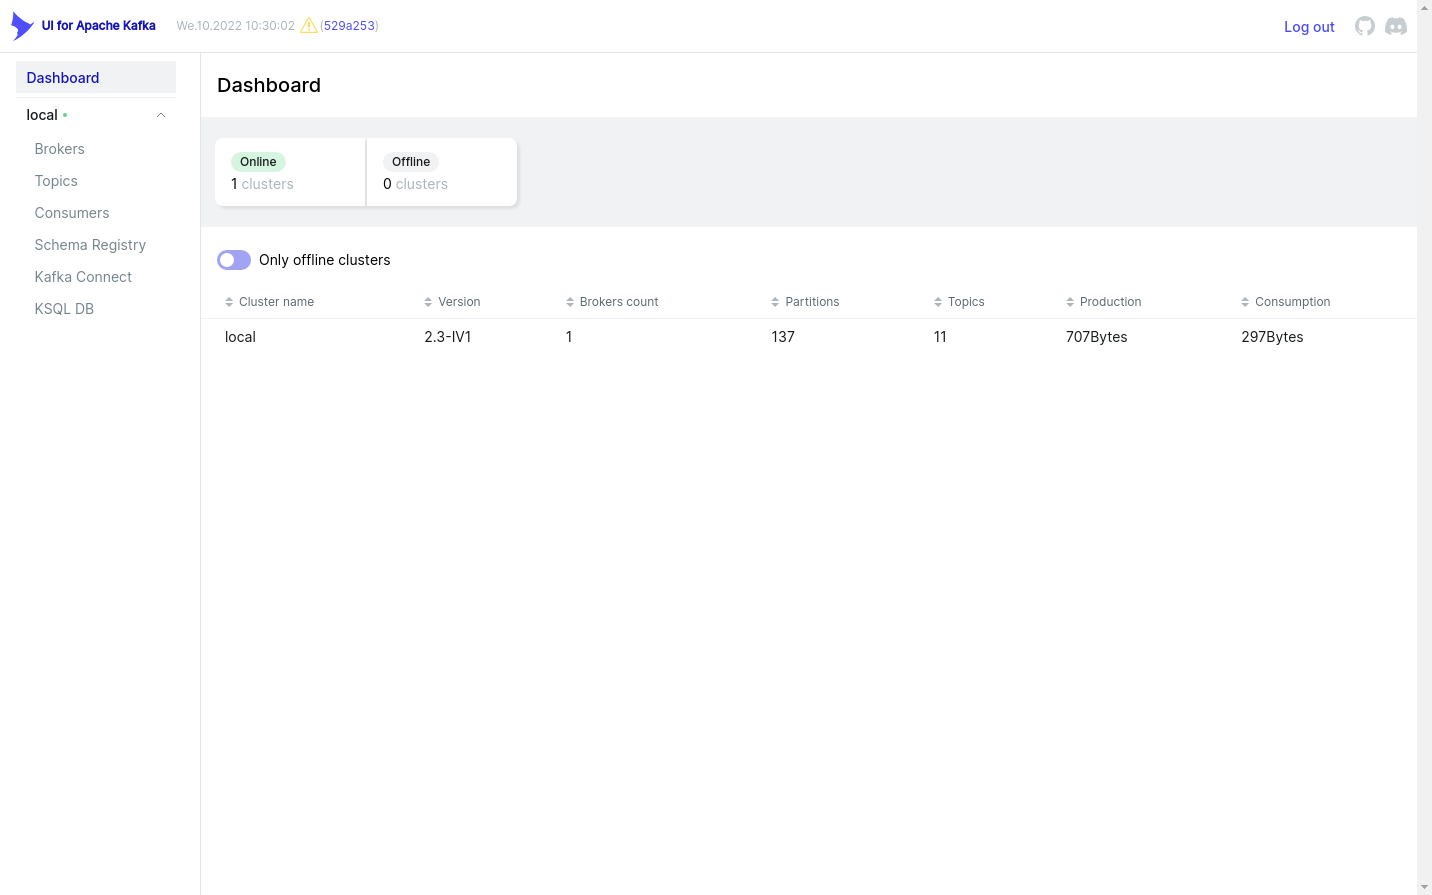 UI for Apache Kafka We.10.2022 10:30:02 (529a253) Log out
Dashboard
local
Brokers
Topics
Consumers
Schema Registry
Kafka Connect
KSQL DB
Dashboard
Online Offline
1 clusters 0 clusters
Only offline clusters
Cluster name Version Brokers count Partitions Topics Production Consumption
local 2.3-IV1 1 137 11 707Bytes 297Bytes